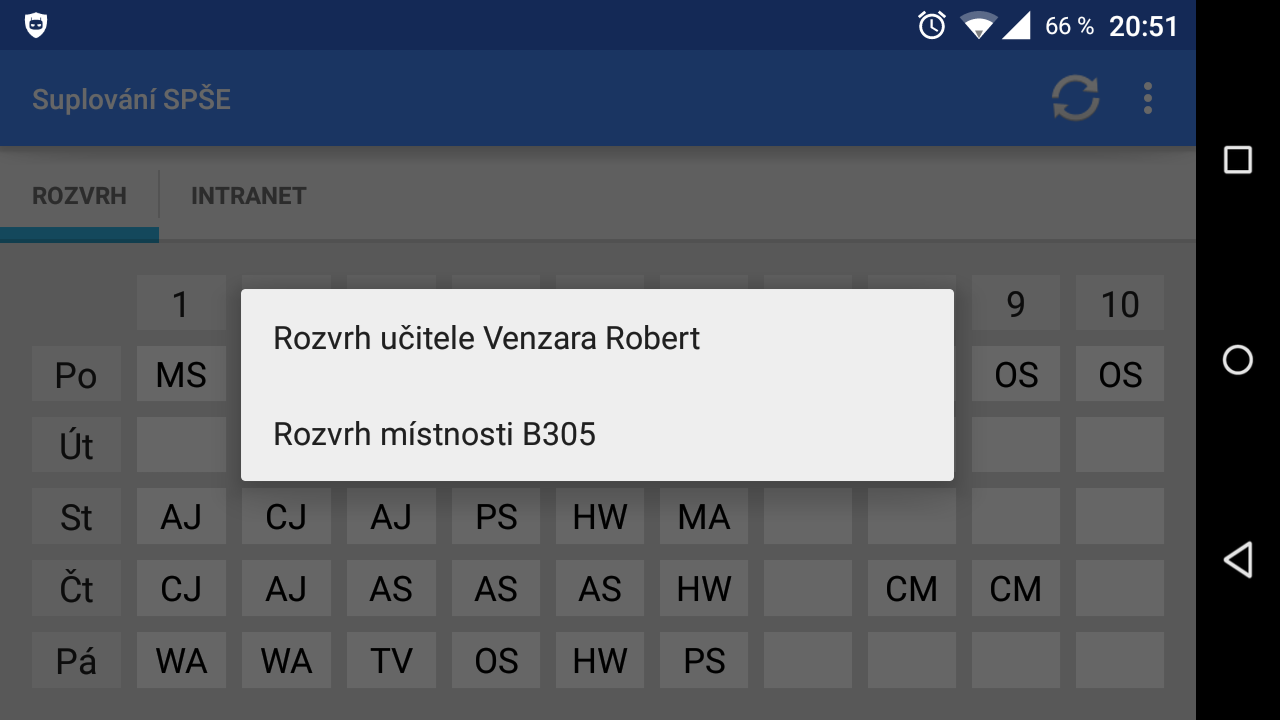 66 % 20:51
Suplování SPŠE
ROZVRH INTRANET
1 9 10
Rozvrh učitele Venzara Robert
Po MS OS OS
Rozvrh místnosti B305
Út
St AJ CJ AJ PS HW MA
Čt CJ AJ AS AS AS HW CM CM
Pá WA WA TV OS HW PS